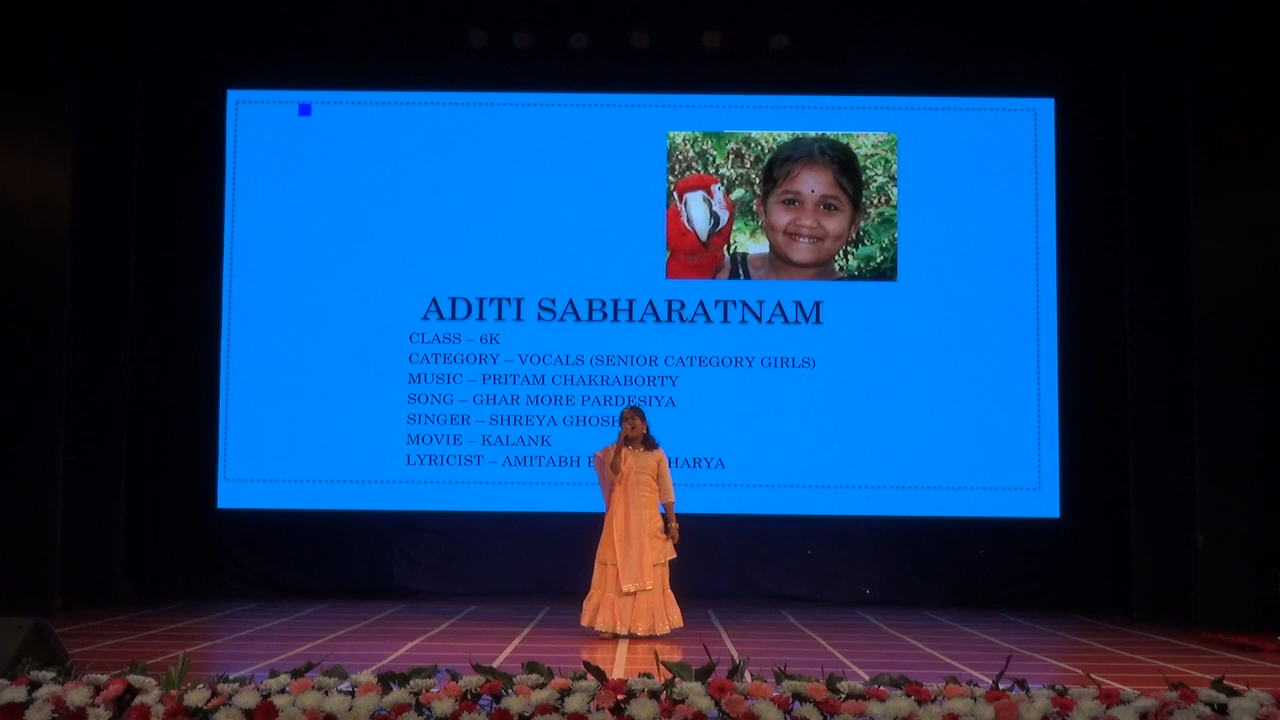 ADITI SABHARATNAM
CLASS – 6K
CATEGORY – VOCALS (SENIOR CATEGORY GIRLS)
MUSIC – PRITAM CHAKRABORTY
SONG – GHAR MORE PARDESIYA
SINGER – SHREYA GHOSH
MOVIE – KALANK
LYRICIST – AMITABH